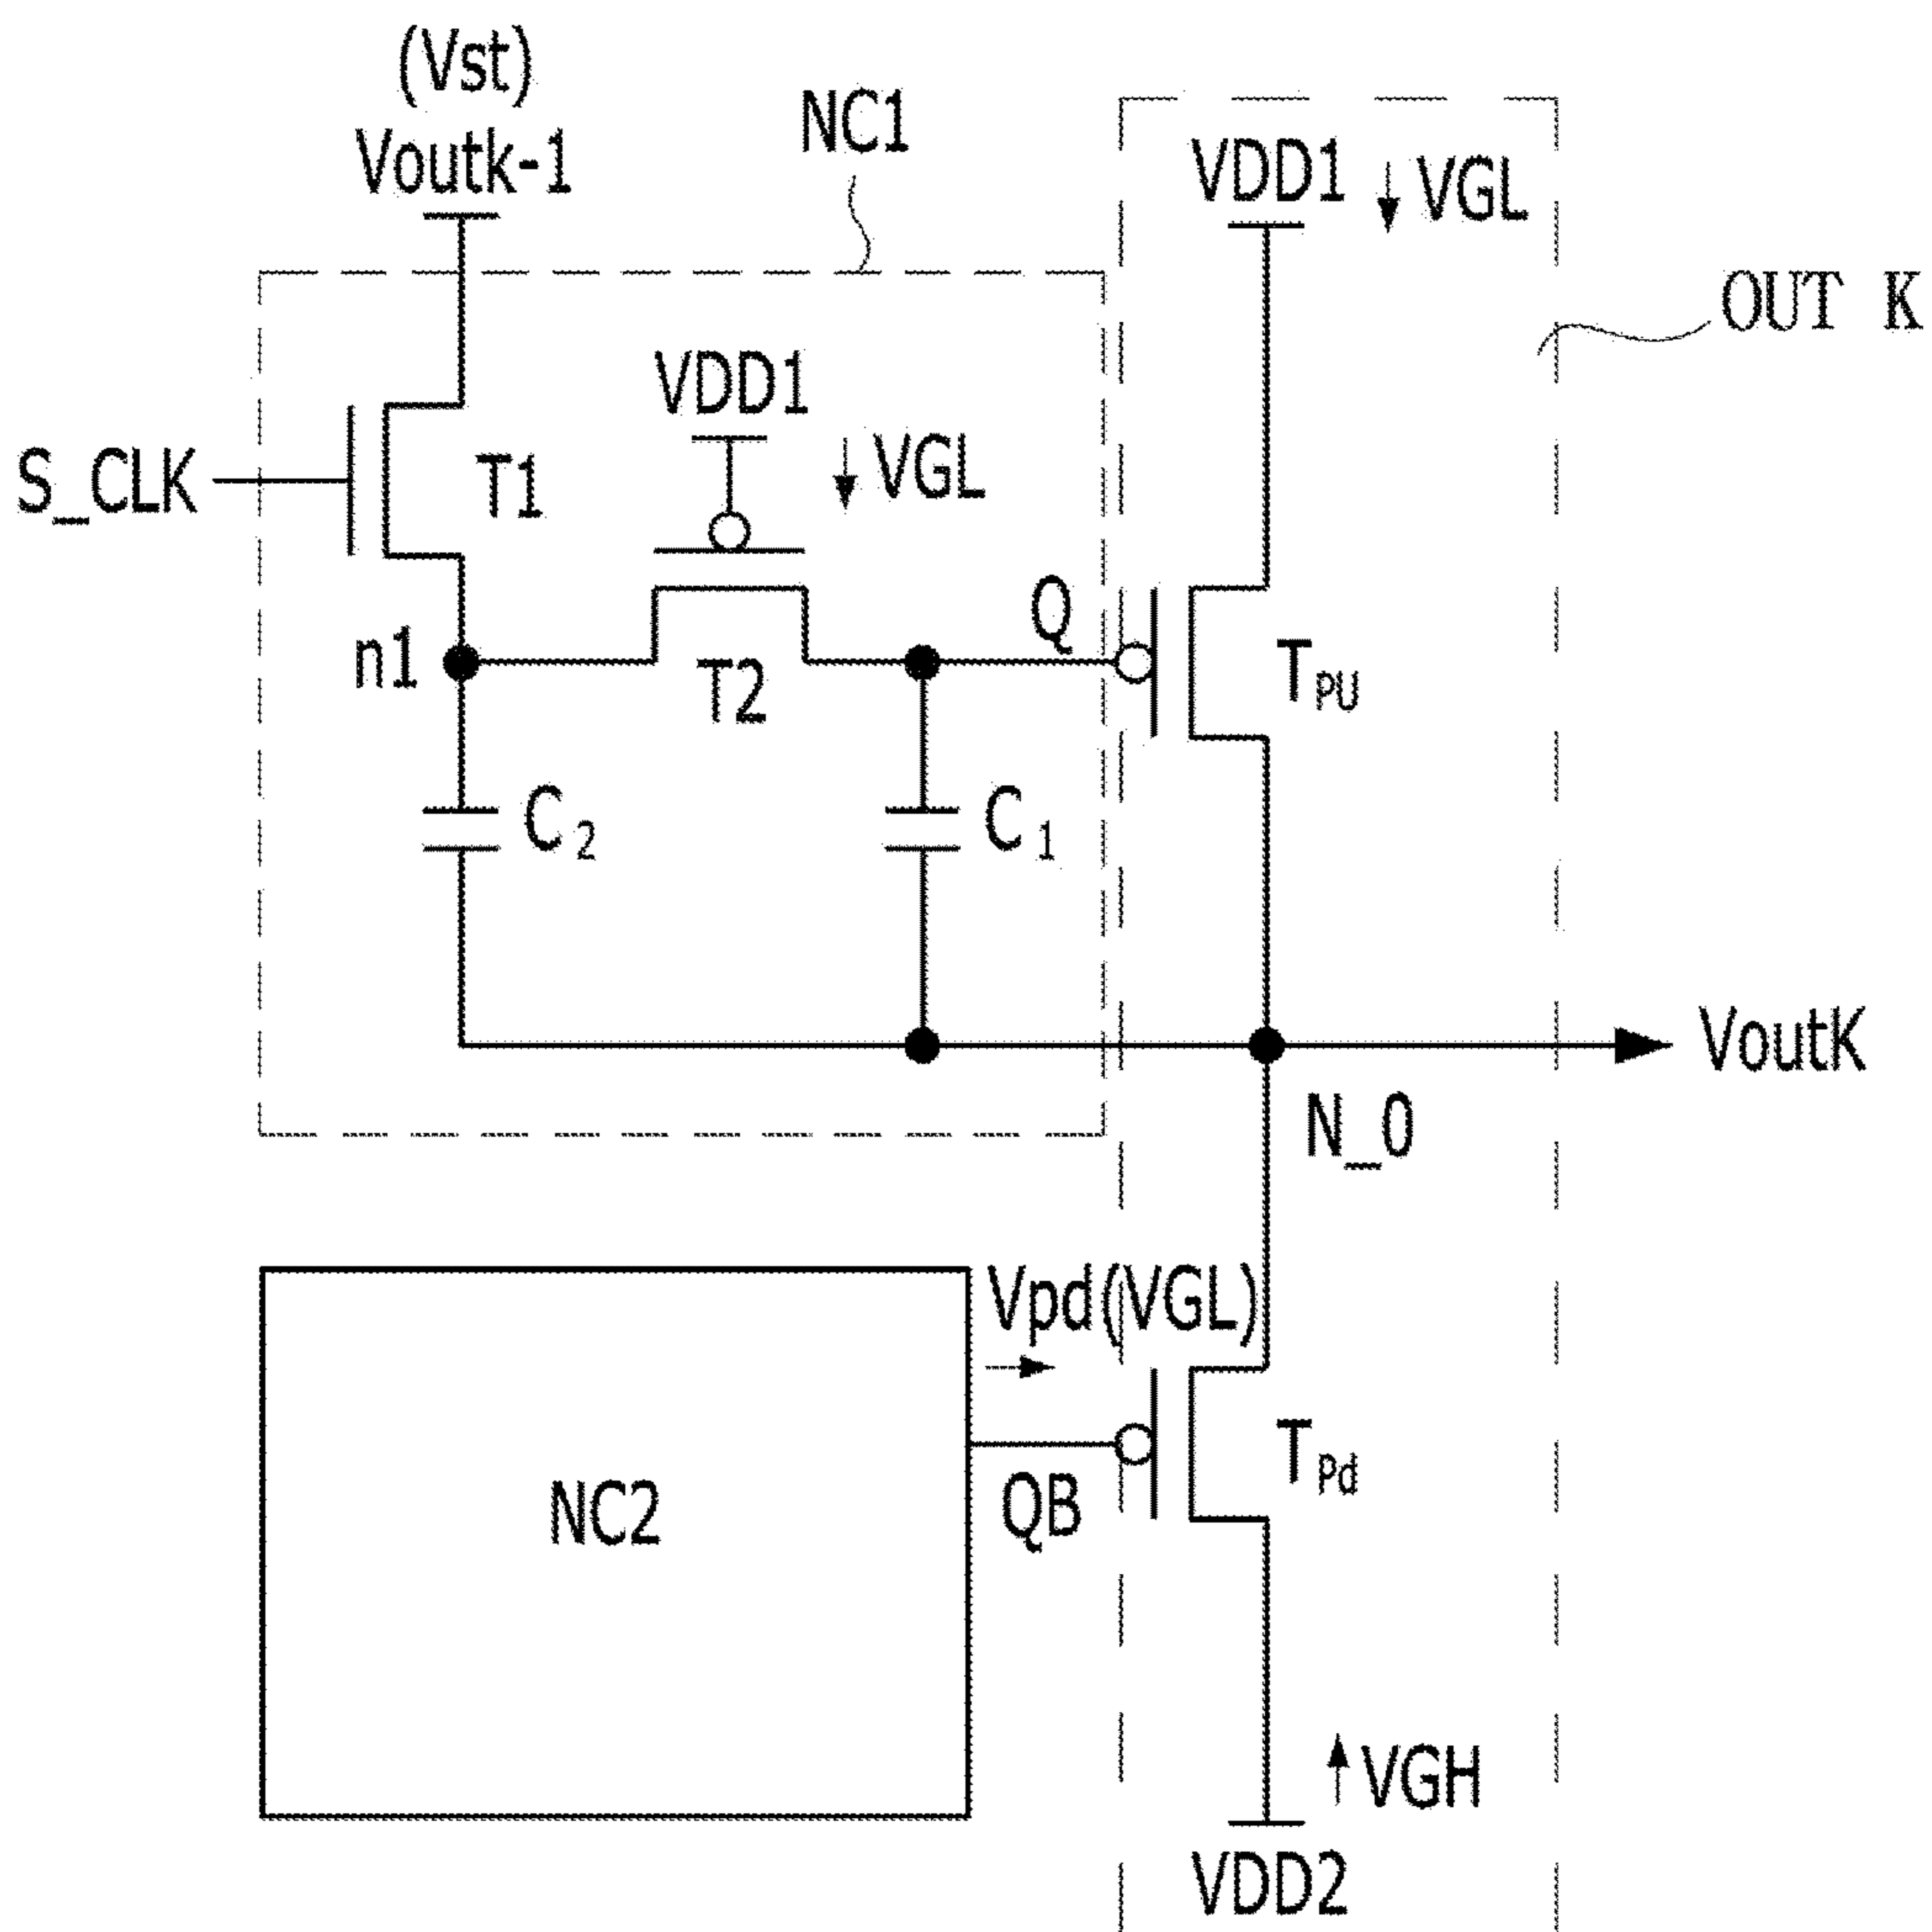 (Vst)
Voutk-1
NC1
VDD1
VGL
OUT K
VDD1
VGL
S_CLK
T1
Q
n1
T2
TPU
C2
C1
VoutK
N_O
Vpd(VGL)
TPd
NC2
QB
VGH
VDD2